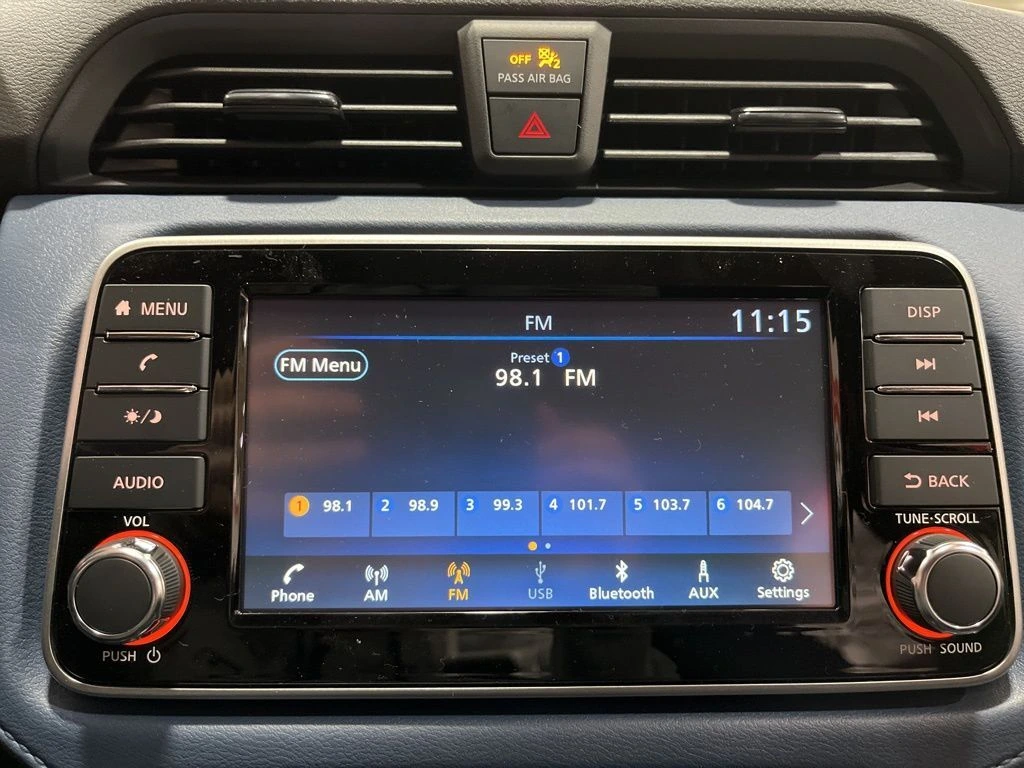 OFF 2
PASS AIR BAG
MENU
AUDIO
VOL
PUSH
FM 11:15
FM Menu
Preset 1
98.1 FM
1 98.1 2 98.9 3 99.3 4 101.7 5 103.7 6 104.7
Phone AM FM USB Bluetooth AUX Settings
DISP
BACK
TUNE·SCROLL
PUSH SOUND